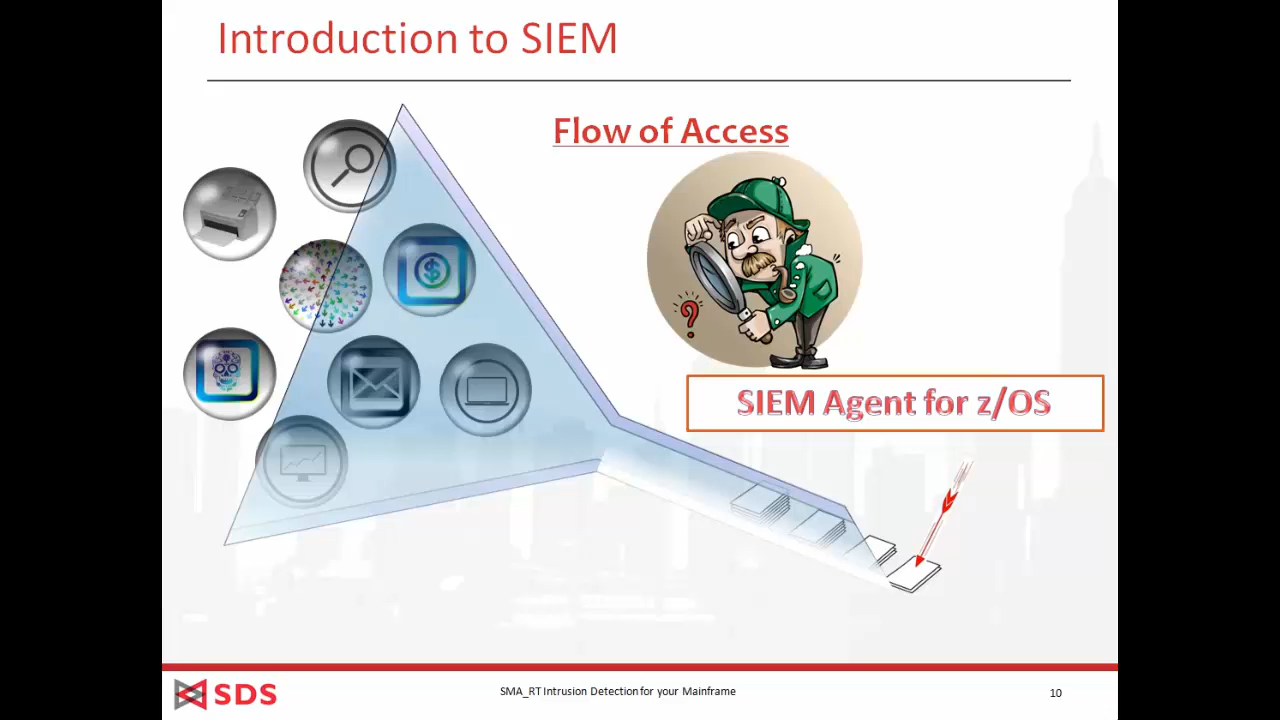 Introduction to SIEM
Flow of Access
$
?
SIEM Agent for z/OS
SDS
SMA_RT Intrusion Detection for your Mainframe
10